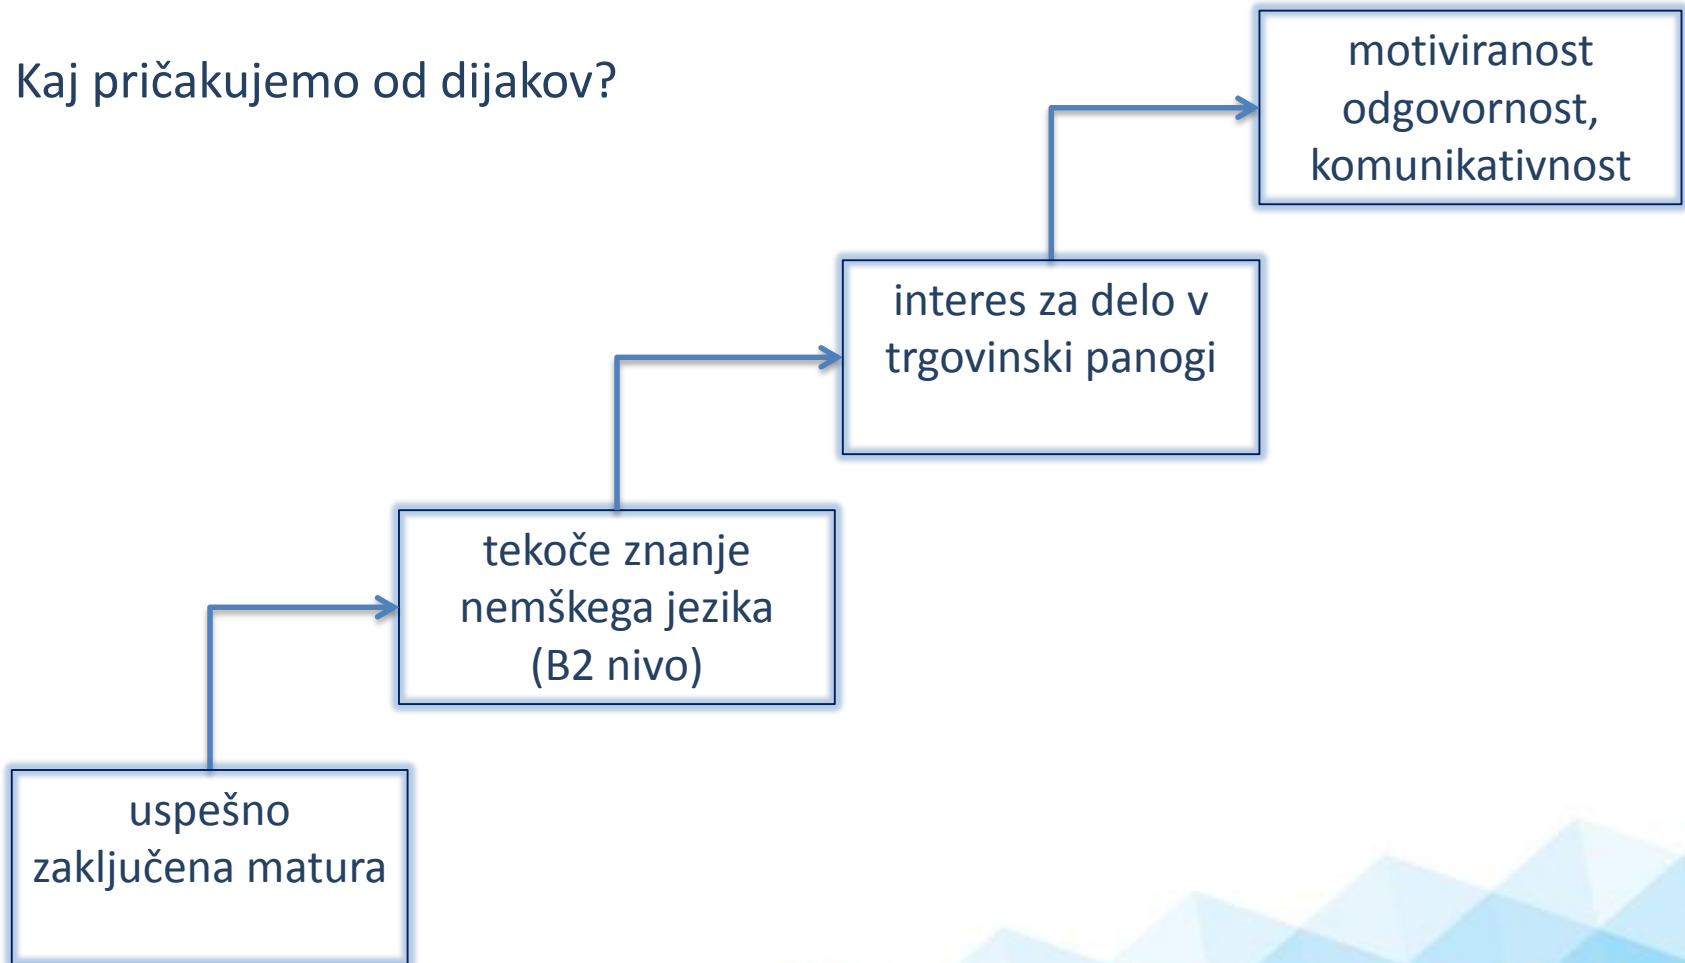 Kaj pričakujemo od dijakov?
motiviranost
odgovornost,
komunikativnost
interes za delo v
trgovinski panogi
tekoče znanje
nemškega jezika
(B2 nivo)
uspešno
zaključena matura